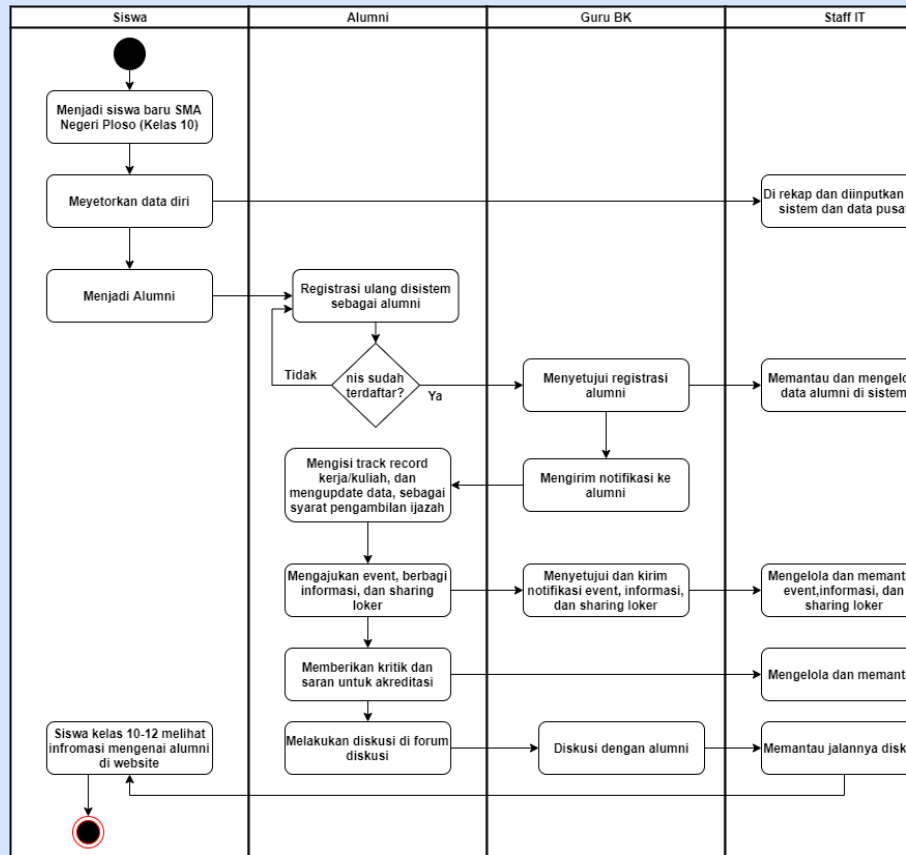 Siswa
Alumni
Guru BK
Staff IT
Menjadi siswa baru SMA
Negeri Ploso (Kelas 10)
Meyetorkan data diri
Di rekap dan diinputkan
sistem dan data pusat
Menjadi Alumni
Registrasi ulang disistem
sebagai alumni
Tidak
nis sudah
terdaftar?
Ya
Menyetujui registrasi
alumni
Memantau dan mengelo
data alumni di sistem
Mengisi track record
kerja/kuliah, dan
mengupdate data, sebagai
syarat pengambilan ijazah
Mengirim notifikasi ke
alumni
Mengajukan event, berbagi
informasi, dan sharing
loker
Menyetujui dan kirim
notifikasi event, informasi,
dan sharing loker
Mengelola dan memanta
event,informasi, dan
sharing loker
Memberikan kritik dan
saran untuk akreditasi
Mengelola dan memanta
Siswa kelas 10-12 melihat
infromasi mengenai alumni
di website
Melakukan diskusi di forum
diskusi
Diskusi dengan alumni
Memantau jalannya disk